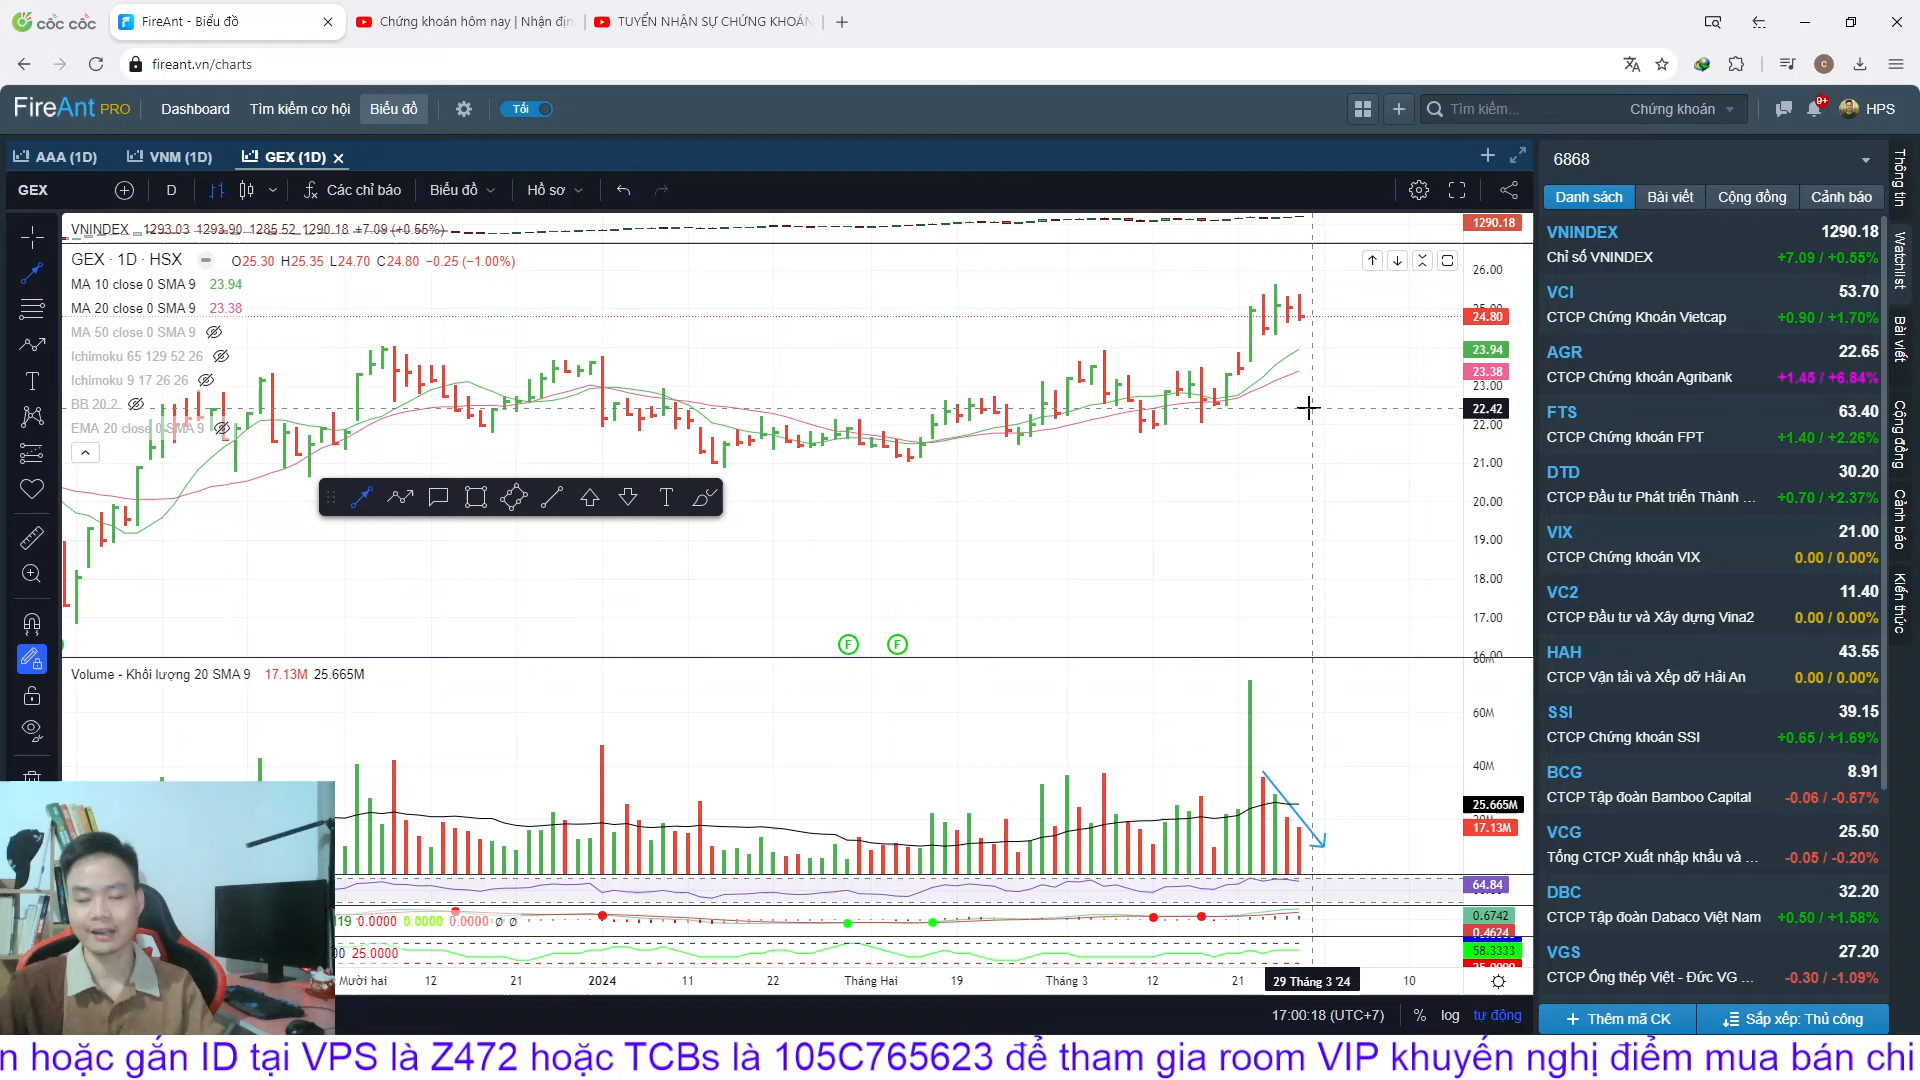 cốc cốc
FireAnt - Biểu đồ
Chứng khoán hôm nay | Nhận địn
TUYỂN NHÂN SỰ CHỨNG KHOÁN
fireant.vn/charts
FireAnt PRO
Dashboard
Tìm kiếm cơ hội
Biểu đồ
Tối
Tìm kiếm...
Chứng khoán
9+
HPS
AAA (1D)
VNM (1D)
GEX (1D)
GEX
D
Các chỉ báo
Biểu đồ
Hồ sơ
VNINDEX 1293.03 1293.90 1285.52 1290.18 +7.09 (+0.55%)
1290.18
GEX · 1D · HSX O25.30 H25.35 L24.70 C24.80 −0.25 (−1.00%)
MA 10 close 0 SMA 9 23.94
MA 20 close 0 SMA 9 23.38
MA 50 close 0 SMA 9
Ichimoku 65 129 52 26
Ichimoku 9 17 26 26
BB 20 2
EMA 20 close 0 SMA 9
26.00
25.00
24.80
23.94
23.38
23.00
22.42
22.00
21.00
20.00
19.00
18.00
17.00
16.00
F
F
Volume - Khối lượng 20 SMA 9 17.13M 25.665M
80M
60M
40M
25.665M
20M
17.13M
64.84
119 0.0000 0.0000 0.0000 ∅ ∅
0.6742
0.4624
00 25.0000
58.3333
25.0000
Mười hai
12
21
2024
11
22
Tháng Hai
19
Tháng 3
12
21
29 Tháng 3 '24
10
17:00:18 (UTC+7)
%
log
tự động
6868
Danh sách
Bài viết
Cộng đồng
Cảnh báo
VNINDEX 1290.18
Chỉ số VNINDEX +7.09 / +0.55%
VCI 53.70
CTCP Chứng Khoán Vietcap +0.90 / +1.70%
AGR 22.65
CTCP Chứng khoán Agribank +1.45 / +6.84%
FTS 63.40
CTCP Chứng khoán FPT +1.40 / +2.26%
DTD 30.20
CTCP Đầu tư Phát triển Thành ... +0.70 / +2.37%
VIX 21.00
CTCP Chứng khoán VIX 0.00 / 0.00%
VC2 11.40
CTCP Đầu tư và Xây dựng Vina2 0.00 / 0.00%
HAH 43.55
CTCP Vận tải và Xếp dỡ Hải An 0.00 / 0.00%
SSI 39.15
CTCP Chứng khoán SSI +0.65 / +1.69%
BCG 8.91
CTCP Tập đoàn Bamboo Capital -0.06 / -0.67%
VCG 25.50
Tổng CTCP Xuất nhập khẩu và ... -0.05 / -0.20%
DBC 32.20
CTCP Tập đoàn Dabaco Việt Nam +0.50 / +1.58%
VGS 27.20
CTCP Ống thép Việt - Đức VG ... -0.30 / -1.09%
Thêm mã CK
Sắp xếp: Thủ công
Thông tin
Watchlist
Bài viết
Cộng đồng
Cảnh báo
Kiến thức
n hoặc gắn ID tại VPS là Z472 hoặc TCBs là 105C765623 để tham gia room VIP khuyến nghị điểm mua bán chi